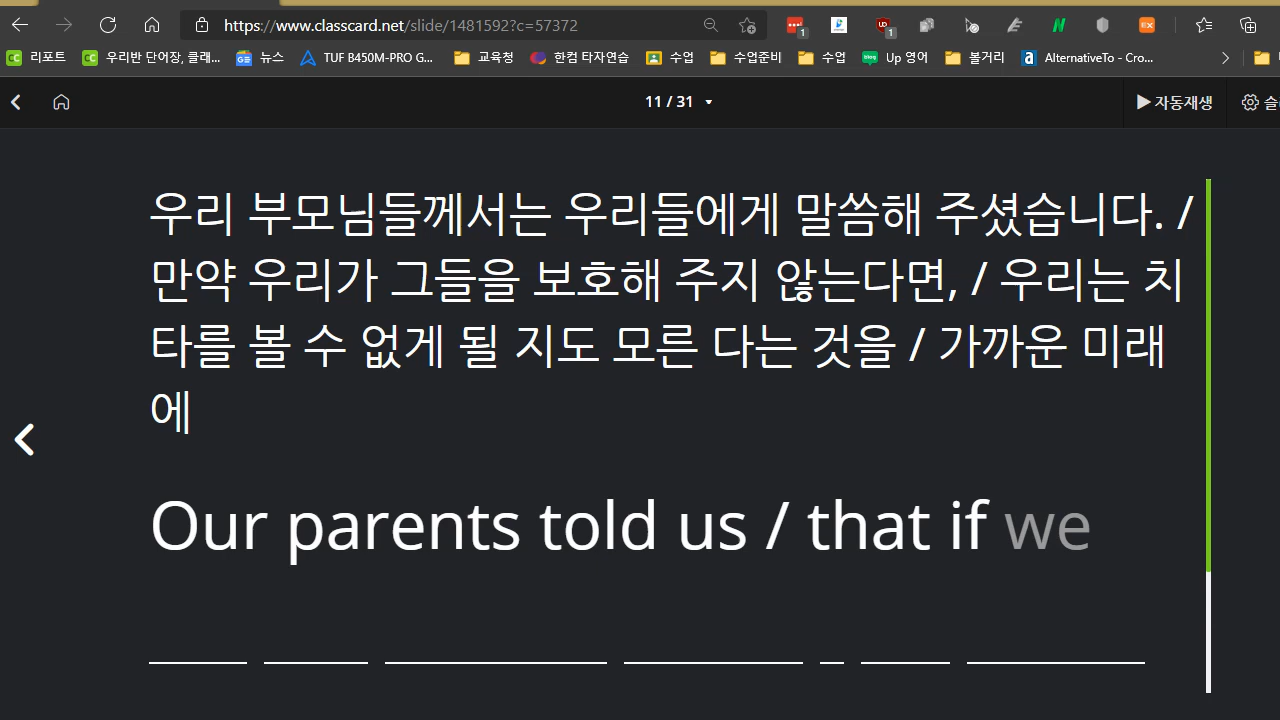 https://www.classcard.net/slide/1481592?c=57372
리포트 우리반 단어장, 클래... 뉴스 TUF B450M-PRO G... 교육청 한컴 타자연습 수업 수업준비 수업 Up 영어 볼거리 AlternativeTo - Cro...
11 / 31 자동재생
우리 부모님들께서는 우리들에게 말씀해 주셨습니다. /
만약 우리가 그들을 보호해 주지 않는다면, / 우리는 치
타를 볼 수 없게 될 지도 모른 다는 것을 / 가까운 미래
에
Our parents told us / that if we